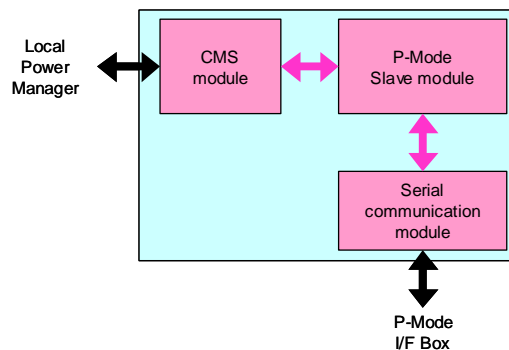 Local
Power
Manager
CMS
module
P-Mode
Slave module
Serial
communication
module
P-Mode
I/F Box